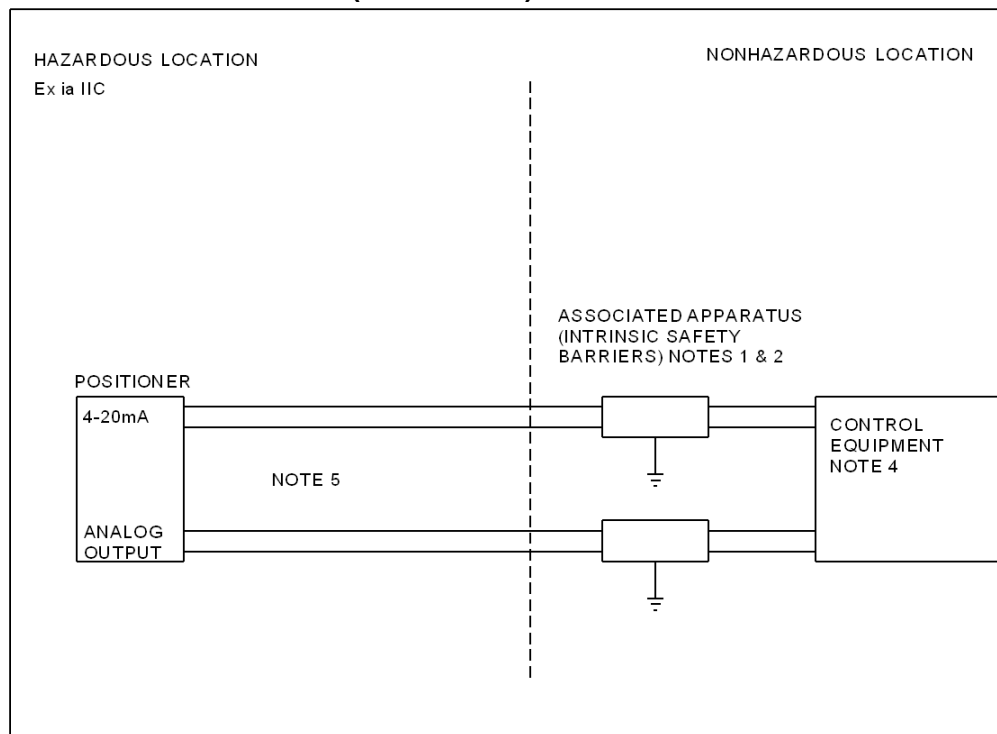 HAZARDOUS LOCATION
Ex ia IIC
NONHAZARDOUS LOCATION
ASSOCIATED APPARATUS
(INTRINSIC SAFETY
BARRIERS) NOTES 1 & 2
POSITIONER
4-20mA
CONTROL
EQUIPMENT
NOTE 4
NOTE 5
ANALOG
OUTPUT